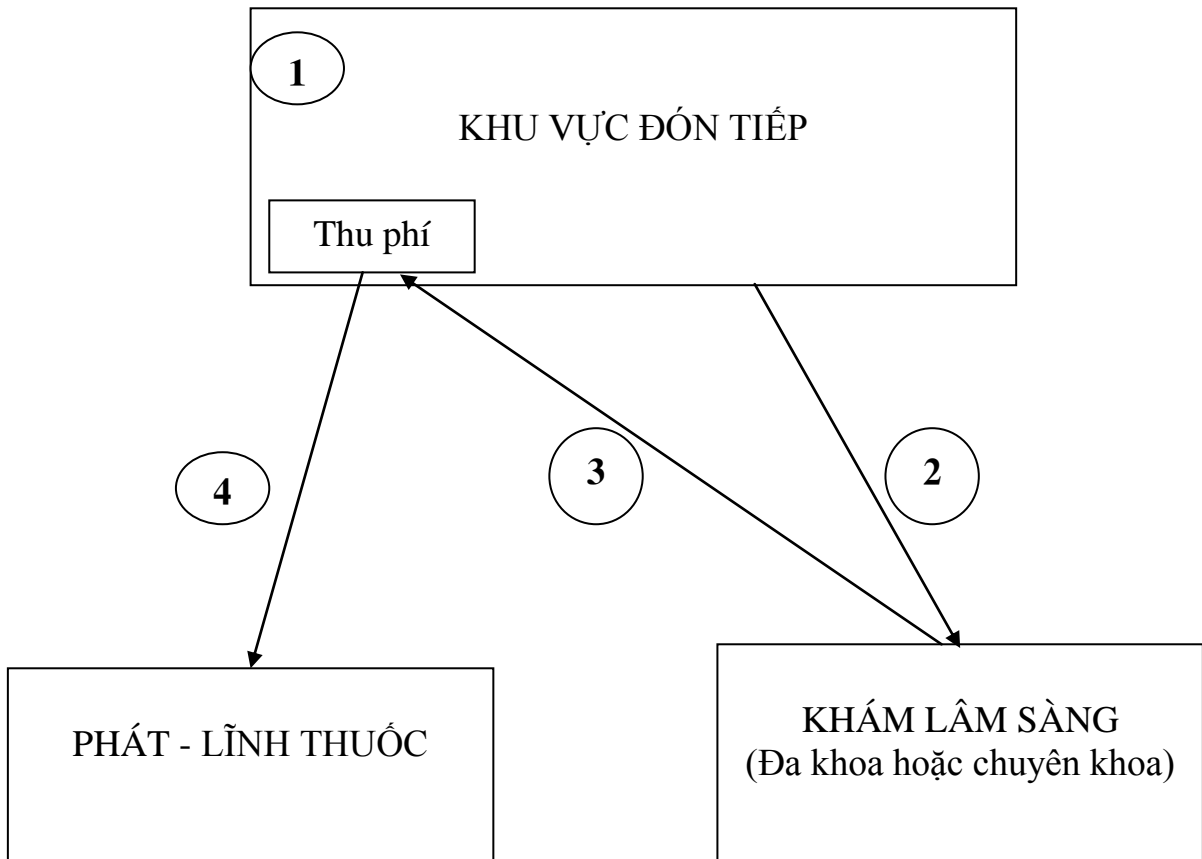 1
KHU VỰC ĐÓN TIẾP
Thu phí
4
3
2
PHÁT - LĨNH THUỐC
KHÁM LÂM SÀNG
(Đa khoa hoặc chuyên khoa)